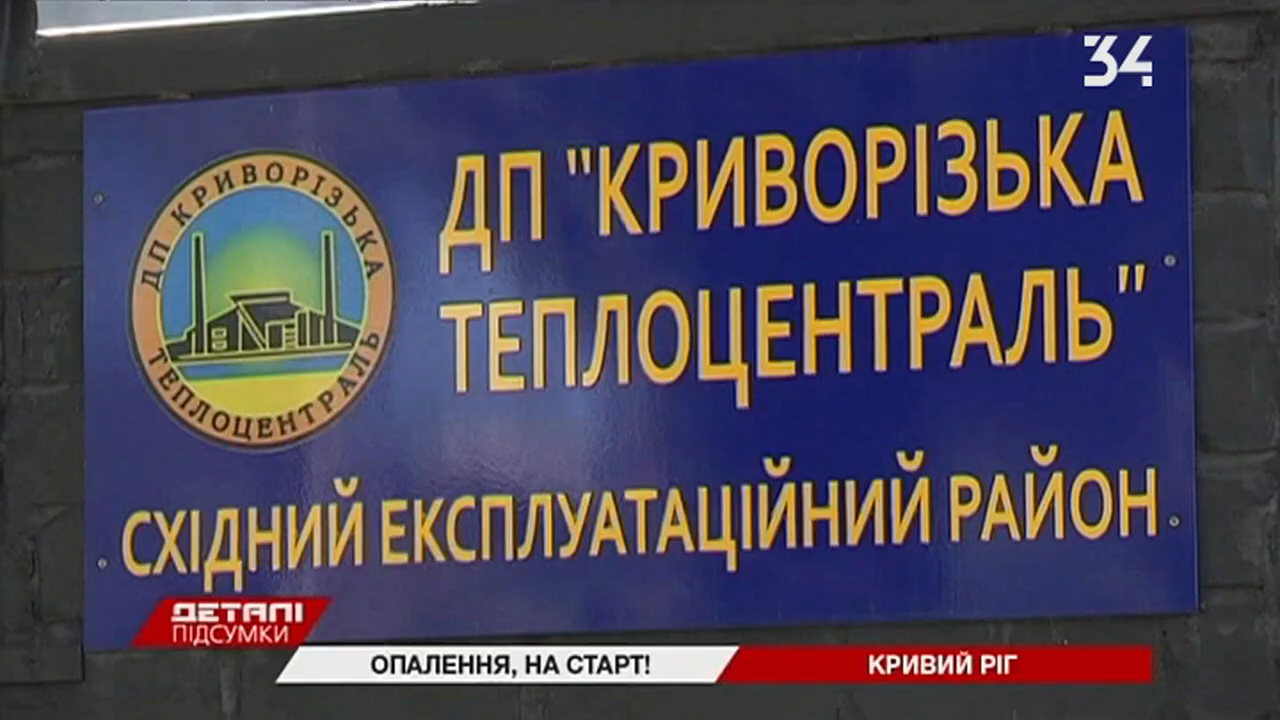 34
ДП "КРИВОРІЗЬКА
ТЕПЛОЦЕНТРАЛЬ"
ДП КРИВОРІЗЬКА
ТЕПЛОЦЕНТРАЛЬ
СХІДНИЙ ЕКСПЛУАТАЦІЙНИЙ РАЙОН
ДЕТАЛІ
ПІДСУМКИ
ОПАЛЕННЯ, НА СТАРТ!
КРИВИЙ РІГ